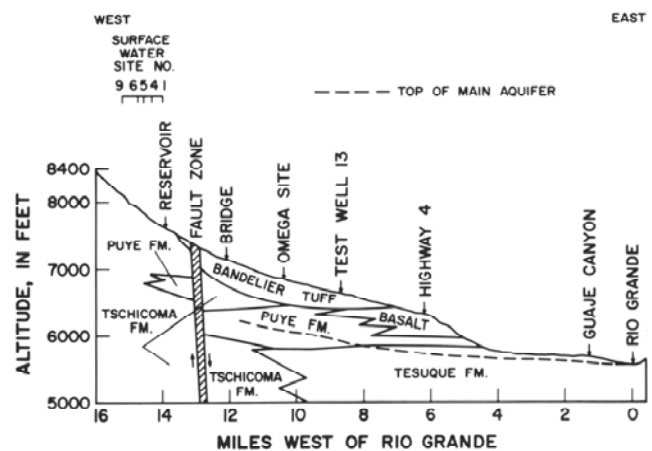 WEST
EAST
SURFACE
WATER
SITE NO.
9 6 5 4 1
TOP OF MAIN AQUIFER
RESERVOIR
FAULT ZONE
BRIDGE
OMEGA SITE
TEST WELL 13
HIGHWAY 4
GUAJE CANYON
RIO GRANDE
ALTITUDE, IN FEET
8400
8000
7000
6000
5000
PUYE FM.
BANDELIER
TUFF
TSCHICOMA
FM.
PUYE FM.
BASALT
TSCHICOMA
FM.
TESUQUE FM.
16 14 12 10 8 6 4 2 0
MILES WEST OF RIO GRANDE